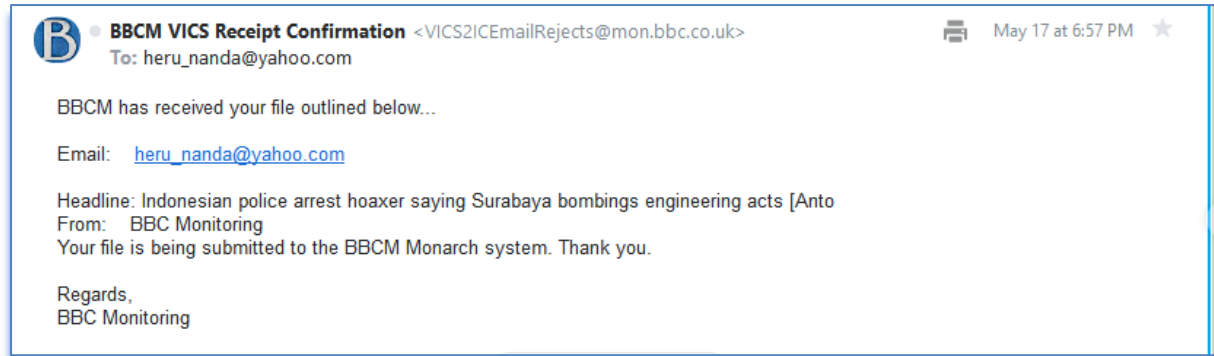 BBCM VICS Receipt Confirmation <VICS2ICEmailRejects@mon.bbc.co.uk> May 17 at 6:57 PM
To: heru_nanda@yahoo.com
BBCM has received your file outlined below...
Email: heru_nanda@yahoo.com
Headline: Indonesian police arrest hoaxer saying Surabaya bombings engineering acts [Anto
From: BBC Monitoring
Your file is being submitted to the BBCM Monarch system. Thank you.
Regards,
BBC Monitoring